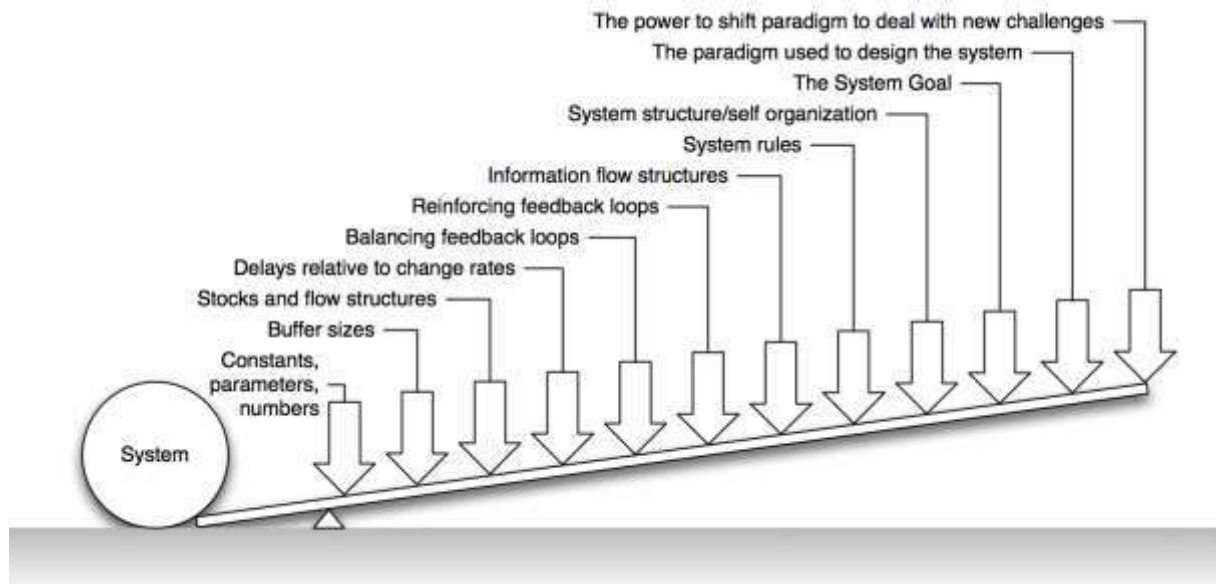 The power to shift paradigm to deal with new challenges
The paradigm used to design the system
The System Goal
System structure/self organization
System rules
Information flow structures
Reinforcing feedback loops
Balancing feedback loops
Delays relative to change rates
Stocks and flow structures
Buffer sizes
Constants,
parameters,
numbers
System